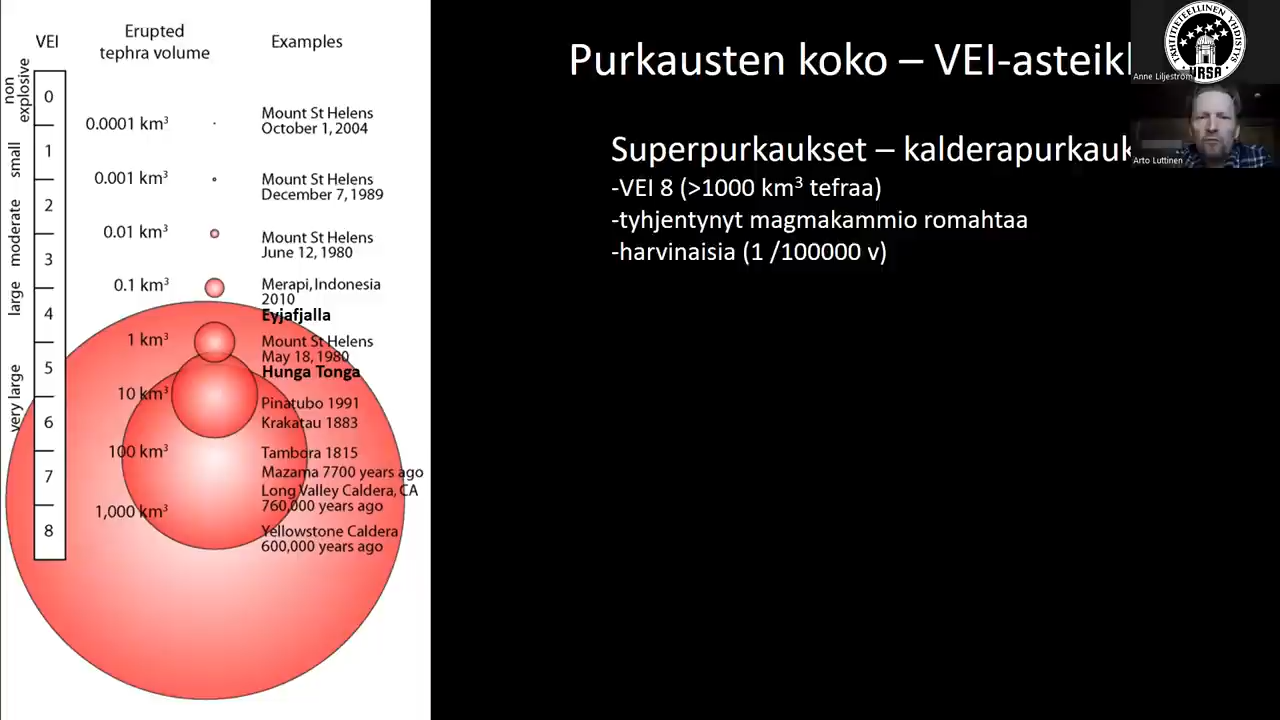 VEI
Erupted
tephra volume
Examples
non
explosive
small
moderate
large
very large
0
1
2
3
4
5
6
7
8
0.0001 km³
0.001 km³
0.01 km³
0.1 km³
1 km³
10 km³
100 km³
1,000 km³
Mount St Helens
October 1, 2004
Mount St Helens
December 7, 1989
Mount St Helens
June 12, 1980
Merapi, Indonesia
2010
Eyjafjalla
Mount St Helens
May 18, 1980
Hunga Tonga
Pinatubo 1991
Krakatau 1883
Tambora 1815
Mazama 7700 years ago
Long Valley Caldera, CA
760,000 years ago
Yellowstone Caldera
600,000 years ago
Purkausten koko – VEI-asteik
Superpurkaukset – kalderapurkauk
-VEI 8 (>1000 km³ tefraa)
-tyhjentynyt magmakammio romahtaa
-harvinaisia (1 /100000 v)
TÄHTITIETEELLINEN YHDISTYS
URSA
Anne Liljeström
Arto Luttinen